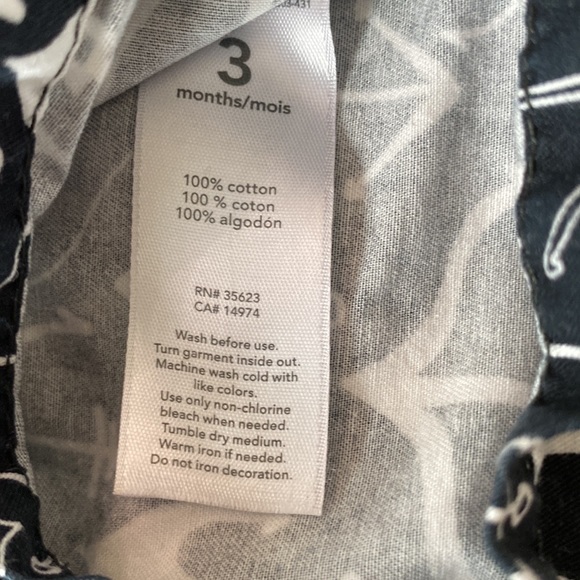 3
months/mois
100% cotton
100 % coton
100% algodón
RN# 35623
CA# 14974
Wash before use.
Turn garment inside out.
Machine wash cold with
like colors.
Use only non-chlorine
bleach when needed.
Tumble dry medium.
Warm iron if needed.
Do not iron decoration.